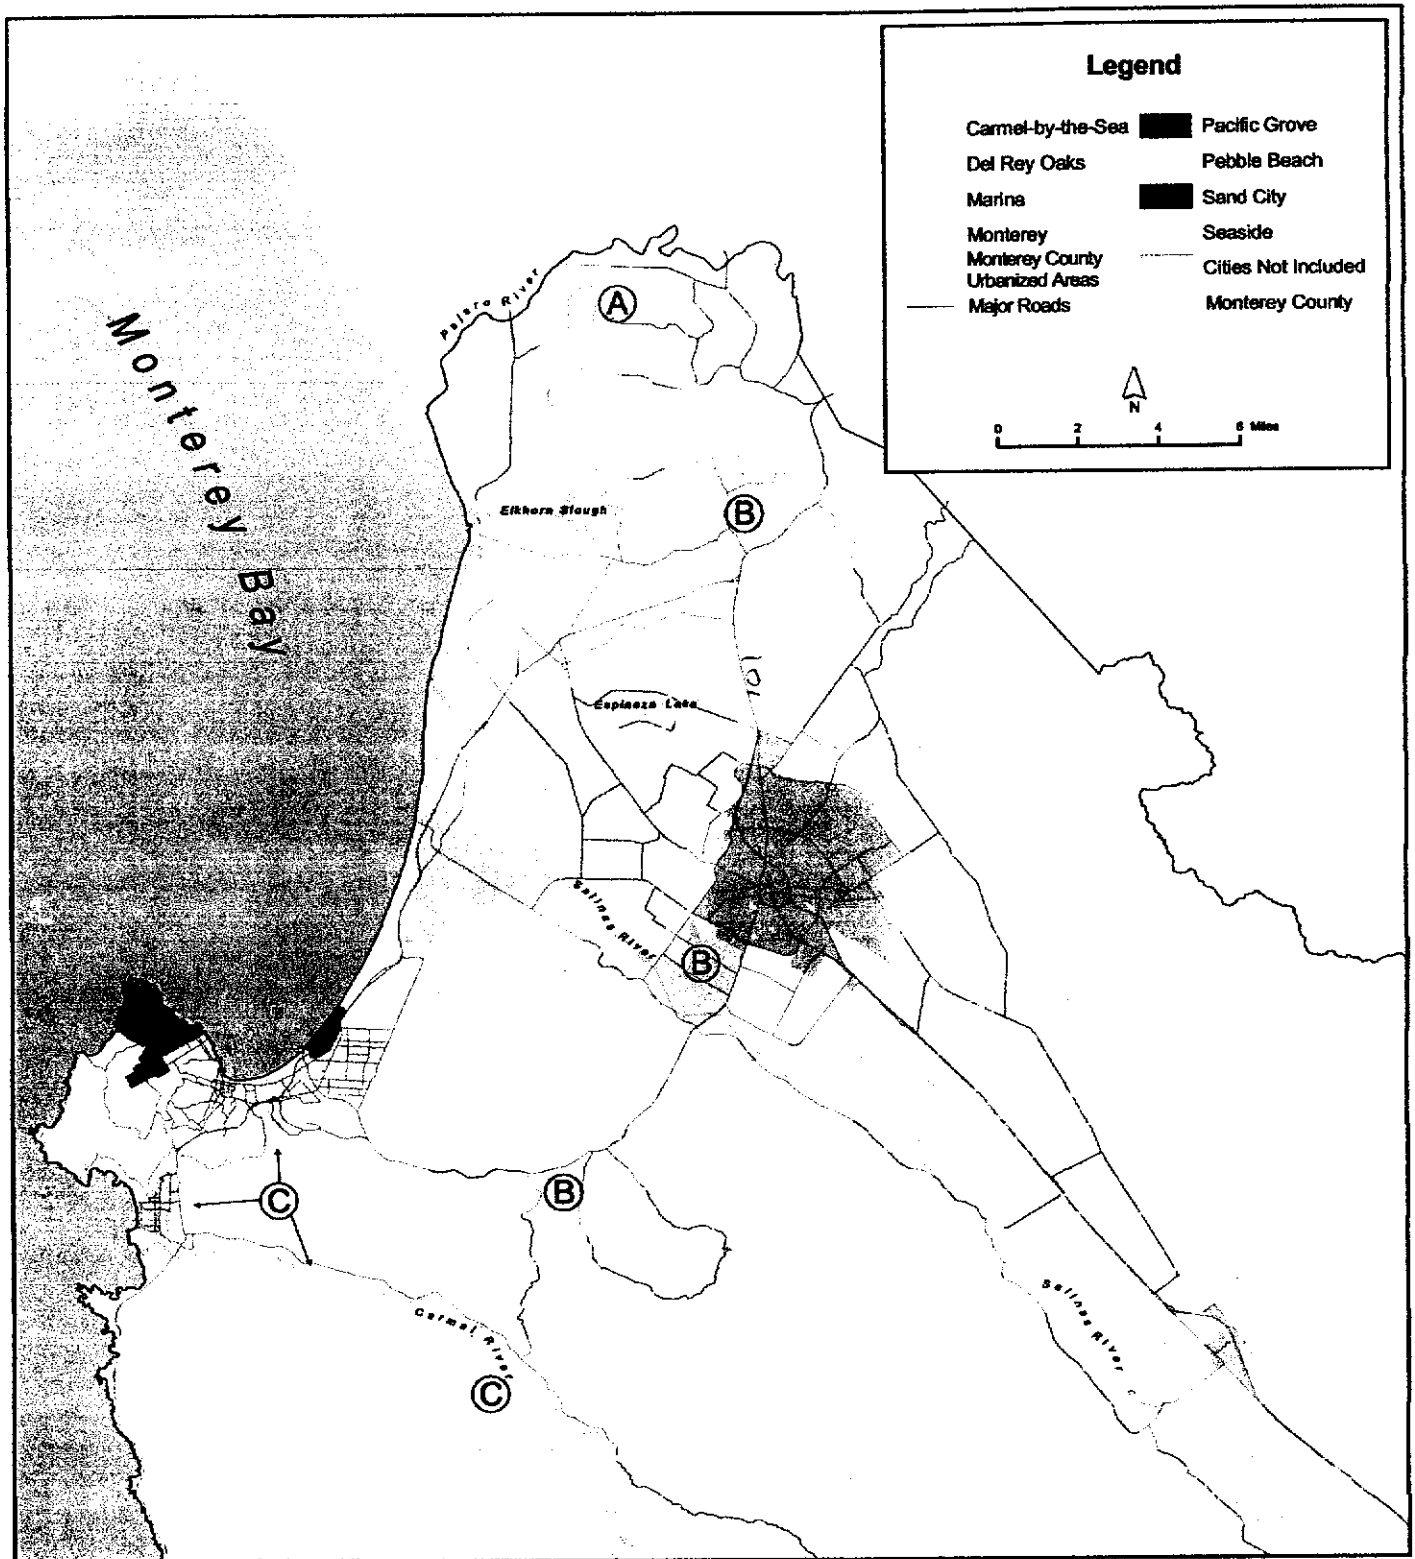 Legend
Carmel-by-the-Sea
Pacific Grove
Del Rey Oaks
Pebble Beach
Marina
Sand City
Monterey
Seaside
Monterey County
Urbanized Areas
Cities Not Included
Major Roads
Monterey County
N
0 2 4 6 Miles
Monterey Bay
Pajaro River
A
Elkhorn Slough
B
101
Espinoza Lake
Salinas River
B
C
B
Carmel River
C
Salinas River